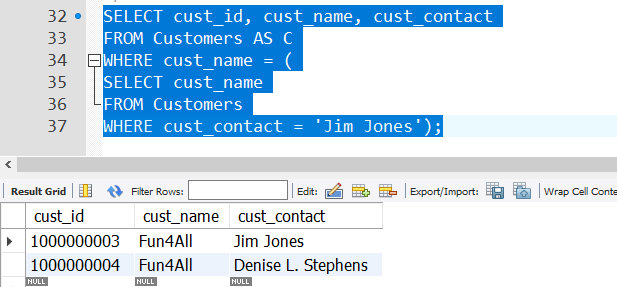 32 SELECT cust_id, cust_name, cust_contact
33 FROM Customers AS C
34 WHERE cust_name = (
35 SELECT cust_name
36 FROM Customers
37 WHERE cust_contact = 'Jim Jones');
Result Grid Filter Rows: Edit: Export/Import: Wrap Cell Conte
cust_id cust_name cust_contact
1000000003 Fun4All Jim Jones
1000000004 Fun4All Denise L. Stephens
NULL NULL NULL